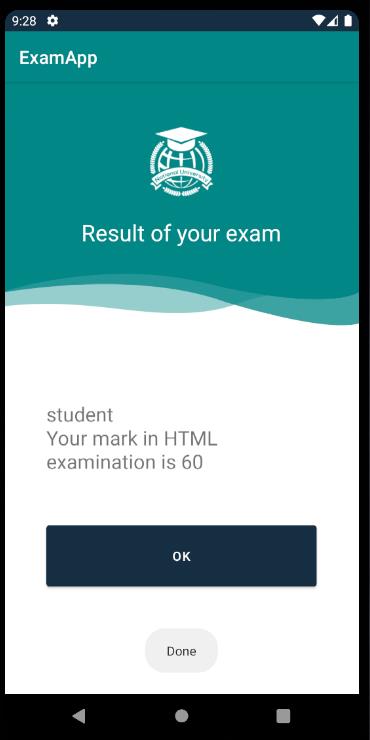 9:28
ExamApp
National University
Result of your exam
student
Your mark in HTML
examination is 60
OK
Done